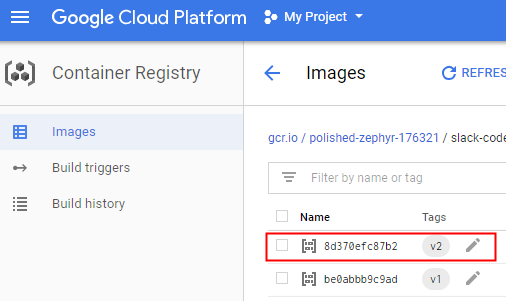 Google Cloud Platform My Project
Container Registry
Images
REFRES
Images
Build triggers
Build history
gcr.io / polished-zephyr-176321 / slack-code
Filter by name or tag
Name Tags
8d370efc87b2 v2
be0abbb9c9ad v1